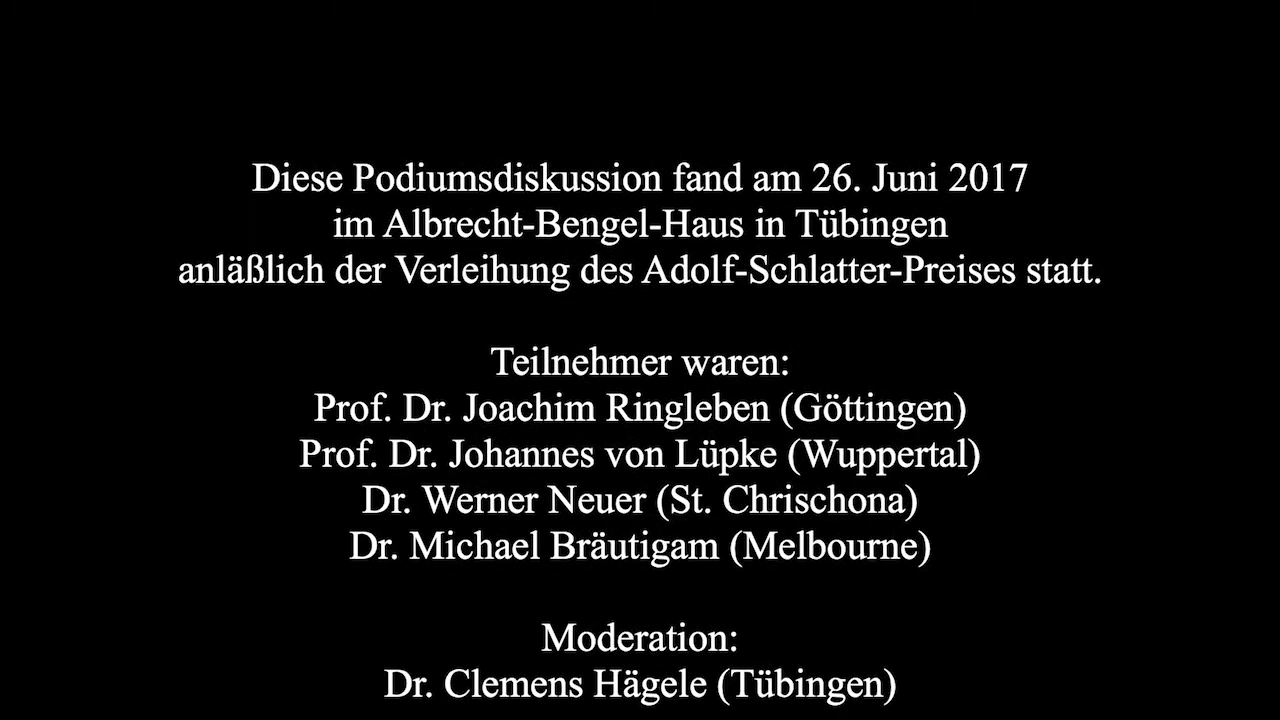 Diese Podiumsdiskussion fand am 26. Juni 2017
im Albrecht-Bengel-Haus in Tübingen
anläßlich der Verleihung des Adolf-Schlatter-Preises statt.
Teilnehmer waren:
Prof. Dr. Joachim Ringleben (Göttingen)
Prof. Dr. Johannes von Lüpke (Wuppertal)
Dr. Werner Neuer (St. Chrischona)
Dr. Michael Bräutigam (Melbourne)
Moderation:
Dr. Clemens Hägele (Tübingen)